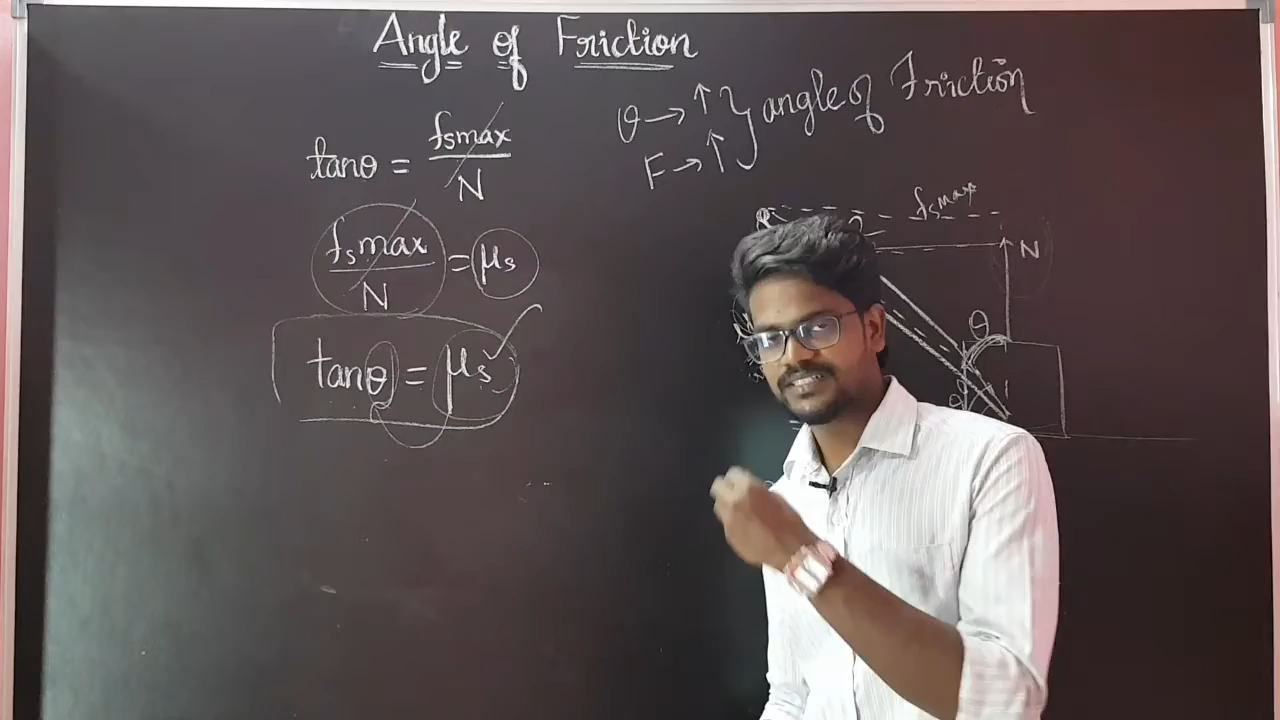 Angle of Friction
tanθ = fsmax / N
fsmax / N = μs
tanθ = μs
θ → ↑ } angle of Friction
F → ↑
fsmax
N
θ
θ